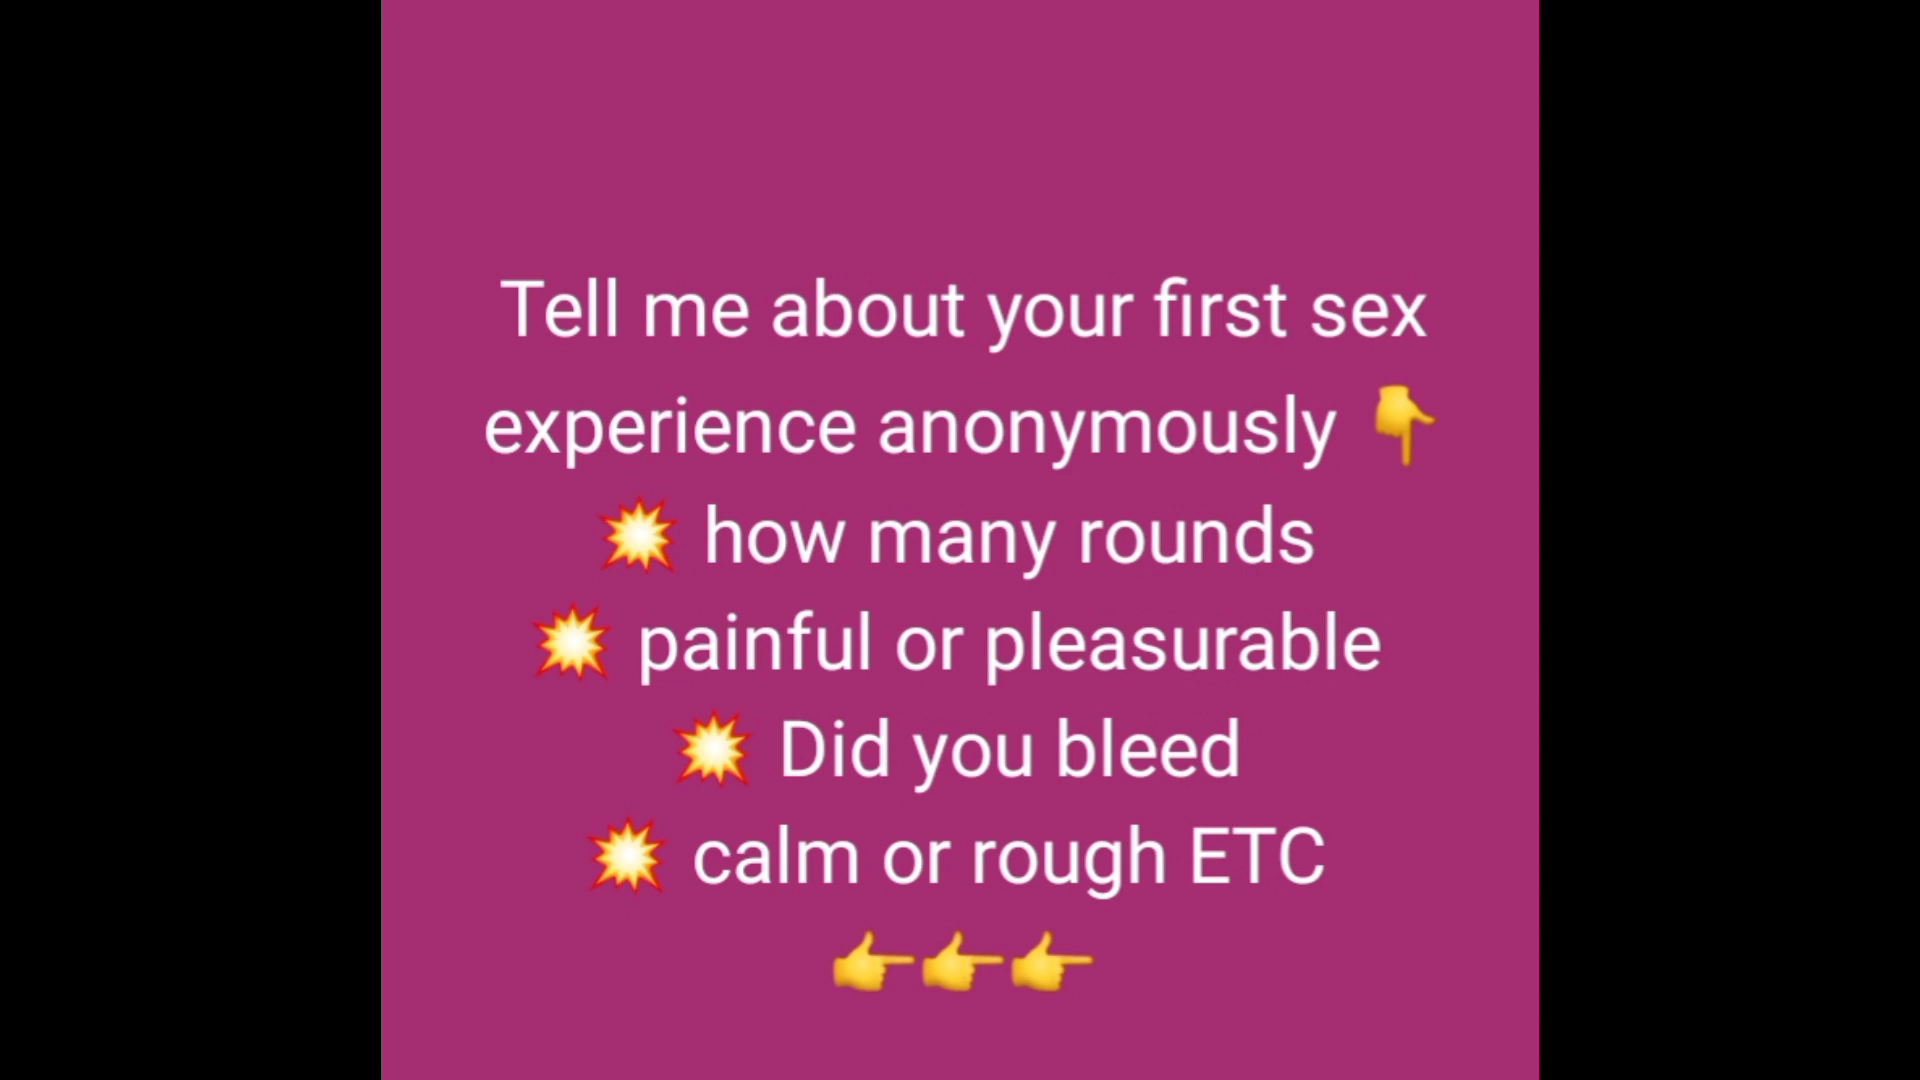 Tell me about your first sex
experience anonymously 👇
💥 how many rounds
💥 painful or pleasurable
💥 Did you bleed
💥 calm or rough ETC
👉👉👉